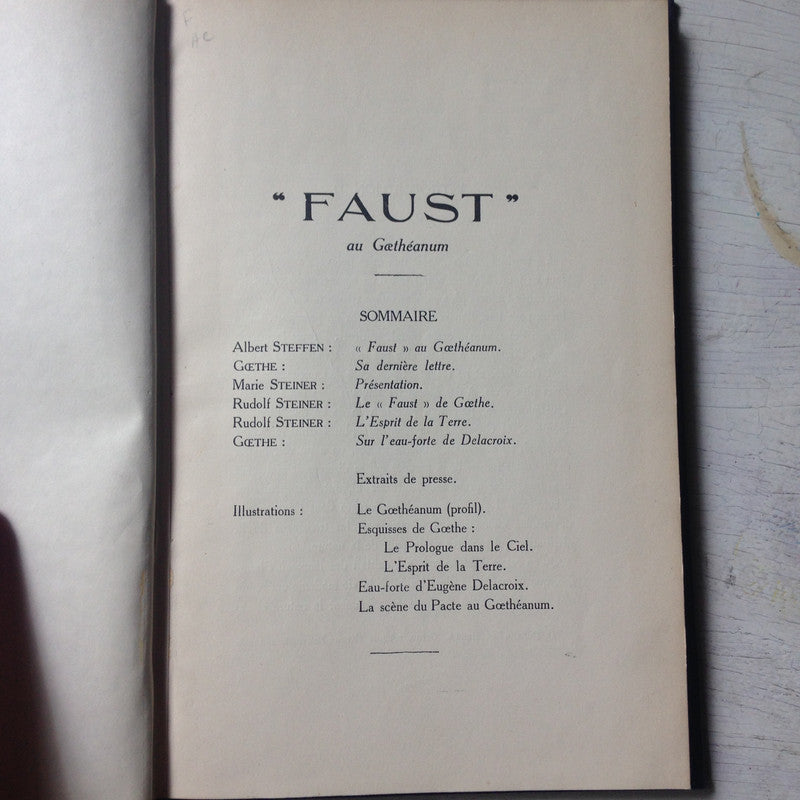 F
AC
“ FAUST ”
au Gœthéanum
SOMMAIRE
Albert STEFFEN : « Faust » au Gœthéanum.
GŒTHE : Sa dernière lettre.
Marie STEINER : Présentation.
Rudolf STEINER : Le « Faust » de Gœthe.
Rudolf STEINER : L'Esprit de la Terre.
GŒTHE : Sur l'eau-forte de Delacroix.
Extraits de presse.
Illustrations : Le Gœthéanum (profil).
Esquisses de Gœthe :
Le Prologue dans le Ciel.
L'Esprit de la Terre.
Eau-forte d'Eugène Delacroix.
La scène du Pacte au Gœthéanum.